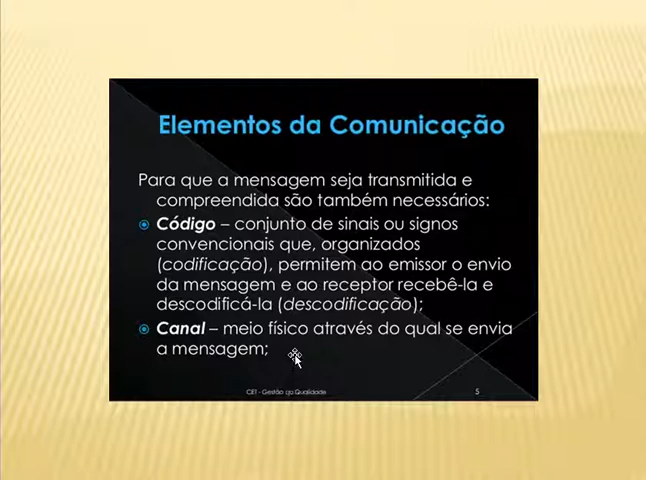 Elementos da Comunicação
Para que a mensagem seja transmitida e
compreendida são também necessários:
Código – conjunto de sinais ou signos
convencionais que, organizados
(codificação), permitem ao emissor o envio
da mensagem e ao receptor recebê-la e
descodificá-la (descodificação);
Canal – meio físico através do qual se envia
a mensagem;
CET - Gestão da Qualidade
5